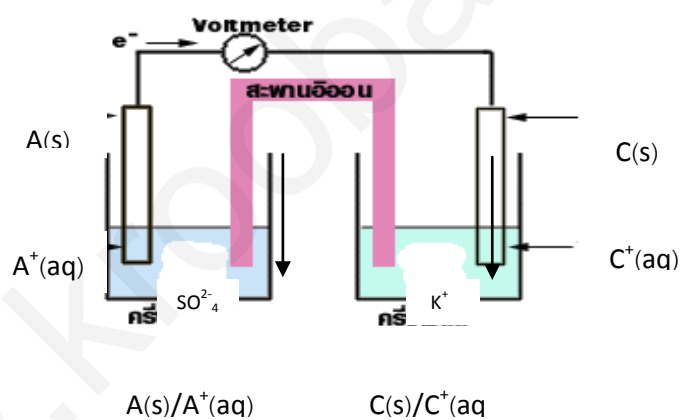 Voltmeter
e⁻
สะพานอิออน
A(s)
C(s)
A⁺(aq)
C⁺(aq)
SO²⁻₄
K⁺
A(s)/A⁺(aq)
C(s)/C⁺(aq